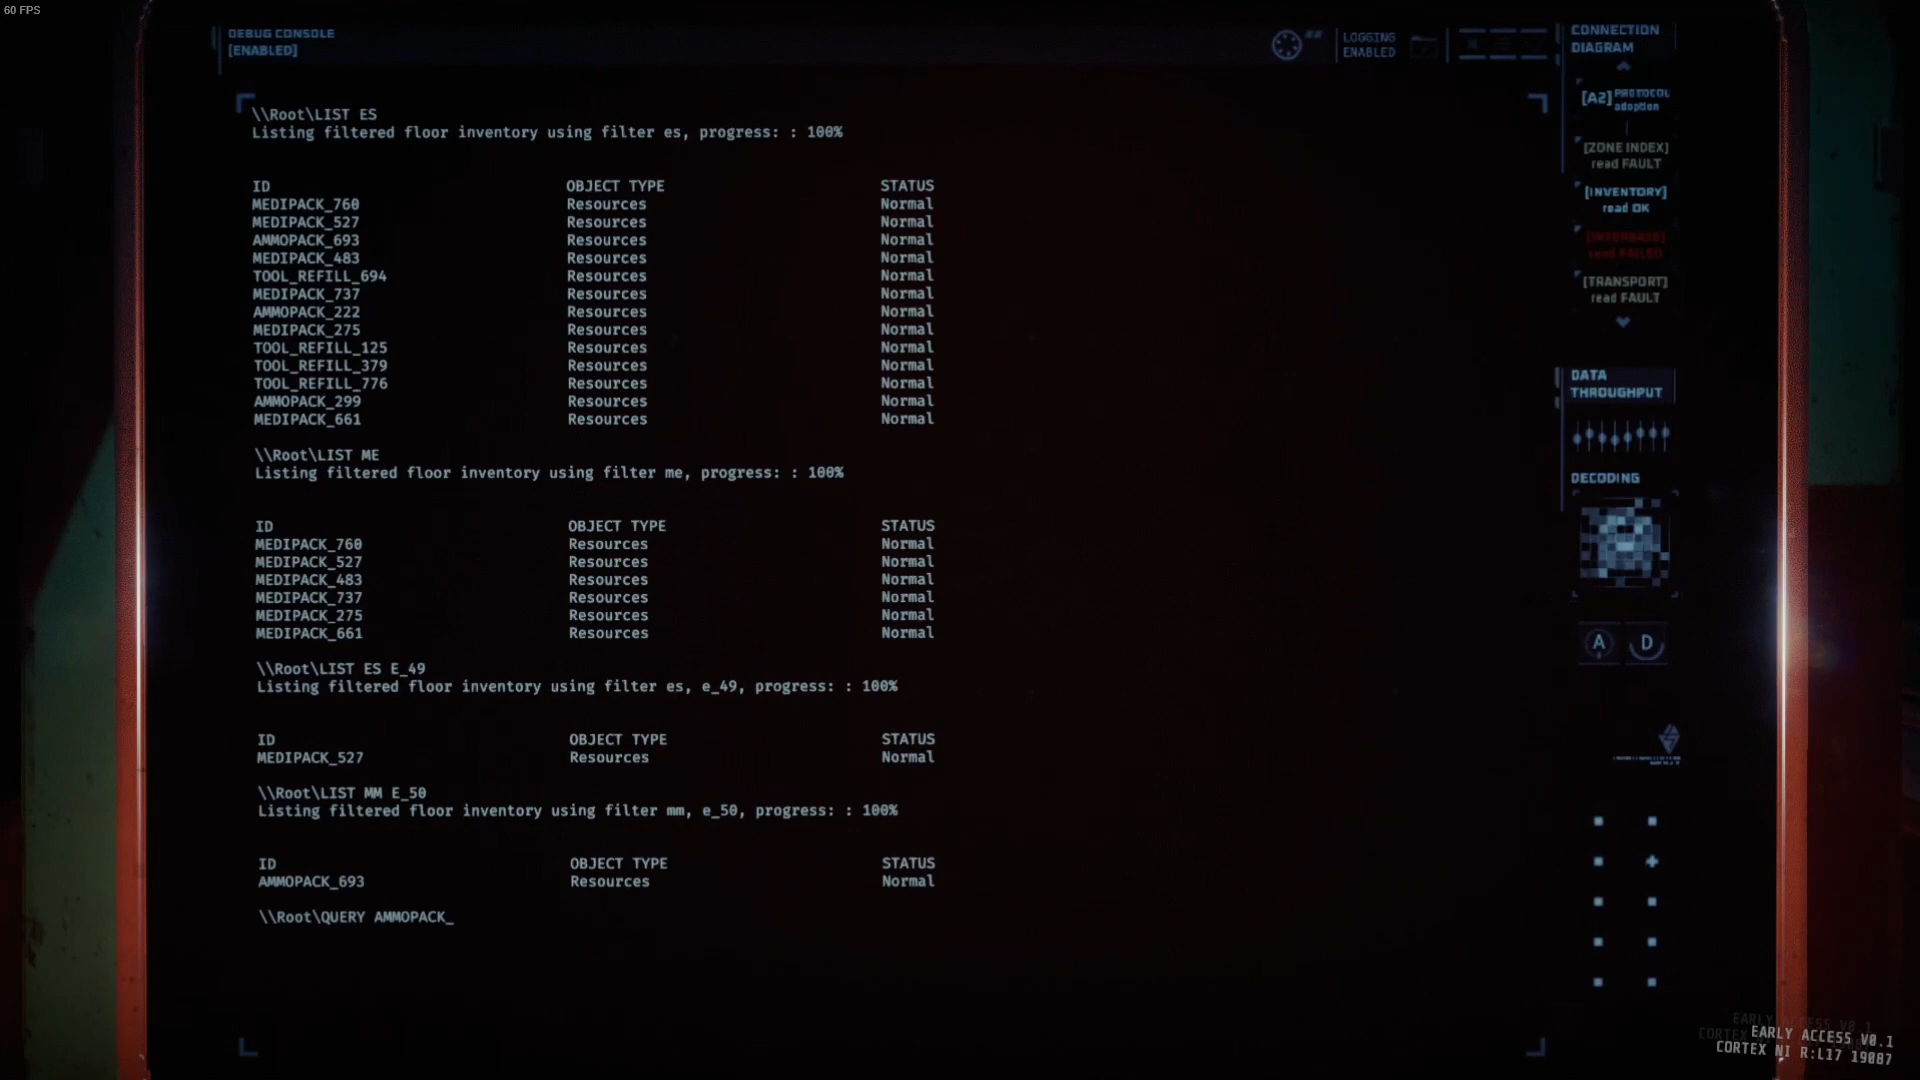 60 FPS
DEBUG CONSOLE
[ENABLED]
LOGGING
ENABLED
\\Root\LIST ES
Listing filtered floor inventory using filter es, progress: : 100%
ID OBJECT TYPE STATUS
MEDIPACK_760 Resources Normal
MEDIPACK_527 Resources Normal
AMMOPACK_693 Resources Normal
MEDIPACK_483 Resources Normal
TOOL_REFILL_694 Resources Normal
MEDIPACK_737 Resources Normal
AMMOPACK_222 Resources Normal
MEDIPACK_275 Resources Normal
TOOL_REFILL_125 Resources Normal
TOOL_REFILL_379 Resources Normal
TOOL_REFILL_776 Resources Normal
AMMOPACK_299 Resources Normal
MEDIPACK_661 Resources Normal
\\Root\LIST ME
Listing filtered floor inventory using filter me, progress: : 100%
ID OBJECT TYPE STATUS
MEDIPACK_760 Resources Normal
MEDIPACK_527 Resources Normal
MEDIPACK_483 Resources Normal
MEDIPACK_737 Resources Normal
MEDIPACK_275 Resources Normal
MEDIPACK_661 Resources Normal
\\Root\LIST ES E_49
Listing filtered floor inventory using filter es, e_49, progress: : 100%
ID OBJECT TYPE STATUS
MEDIPACK_527 Resources Normal
\\Root\LIST MM E_50
Listing filtered floor inventory using filter mm, e_50, progress: : 100%
ID OBJECT TYPE STATUS
AMMOPACK_693 Resources Normal
\\Root\QUERY AMMOPACK_
CONNECTION
DIAGRAM
[A2] PROTOCOL
adoption
[ZONE INDEX]
read FAULT
[INVENTORY]
read OK
read FAILED
[TRANSPORT]
read FAULT
DATA
THROUGHPUT
DECODING
A D
EARLY ACCESS V0.1
CORTEX NI R:L17 19087